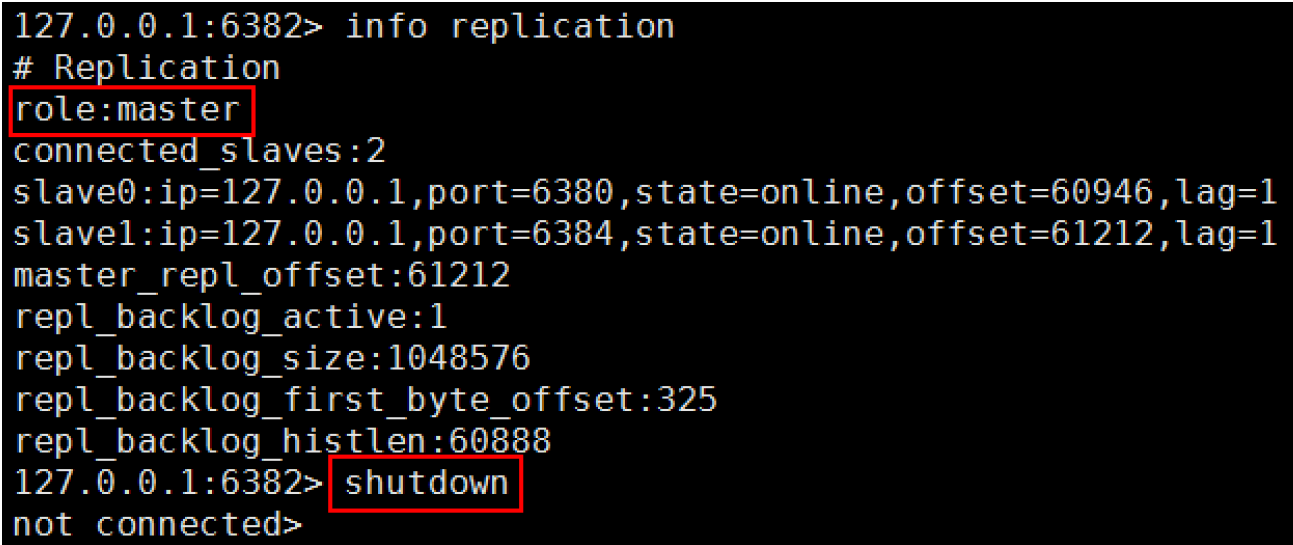 127.0.0.1:6382> info replication
# Replication
role:master
connected_slaves:2
slave0:ip=127.0.0.1,port=6380,state=online,offset=60946,lag=1
slave1:ip=127.0.0.1,port=6384,state=online,offset=61212,lag=1
master_repl_offset:61212
repl_backlog_active:1
repl_backlog_size:1048576
repl_backlog_first_byte_offset:325
repl_backlog_histlen:60888
127.0.0.1:6382> shutdown
not connected>